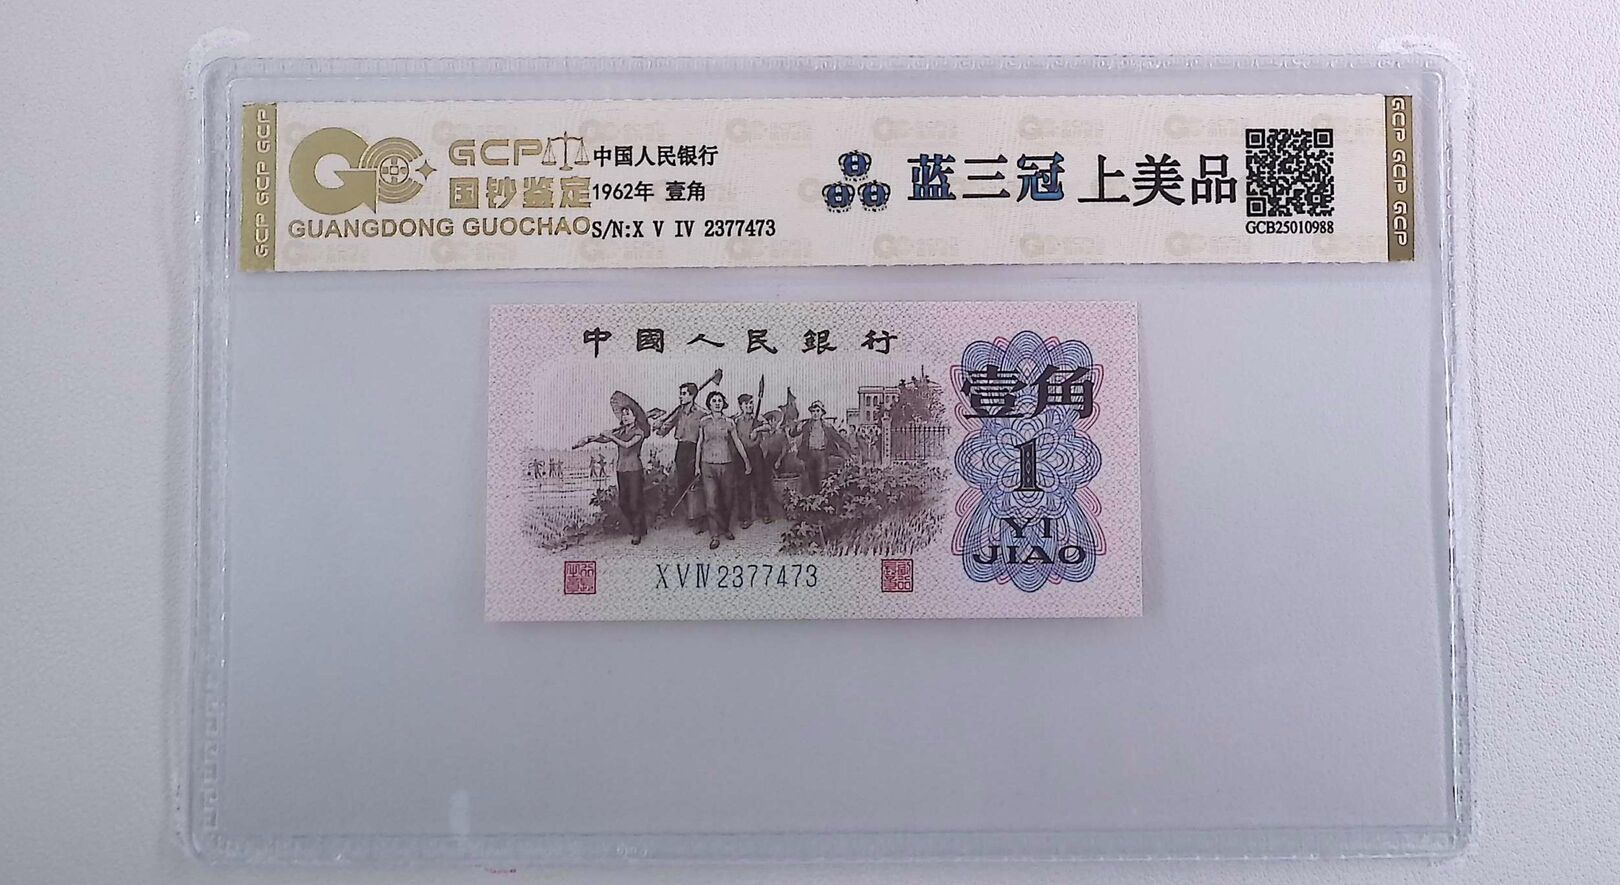 GCP GCP GCP
GCP
国钞鉴定
GUANGDONG GUOCHAO
中国人民银行
1962年 壹角
S/N:X V IV 2377473
蓝三冠 上美品
GCB25010988
GCP GCP GCP
中國人民銀行
壹角
1
YI
JIAO
X V IV 2377473